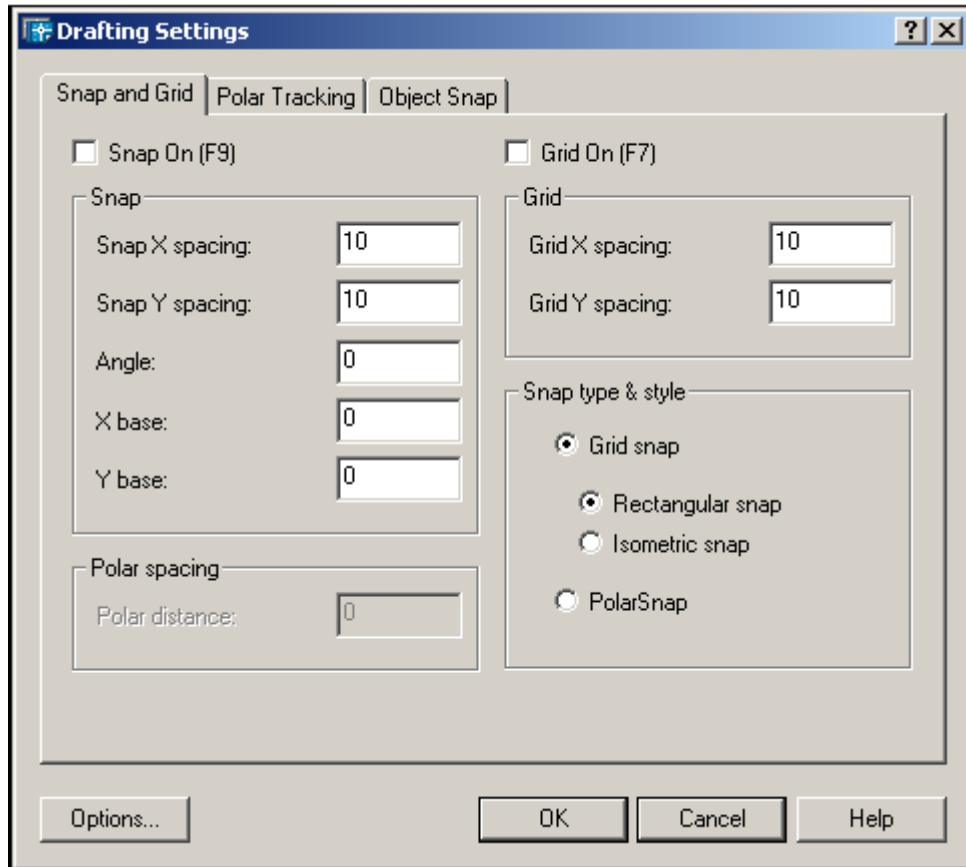 Drafting Settings
Snap and Grid
Polar Tracking
Object Snap
Snap On (F9)
Snap
Snap X spacing: 10
Snap Y spacing: 10
Angle: 0
X base: 0
Y base: 0
Polar spacing
Polar distance: 0
Grid On (F7)
Grid
Grid X spacing: 10
Grid Y spacing: 10
Snap type & style
Grid snap
Rectangular snap
Isometric snap
PolarSnap
Options...
OK
Cancel
Help